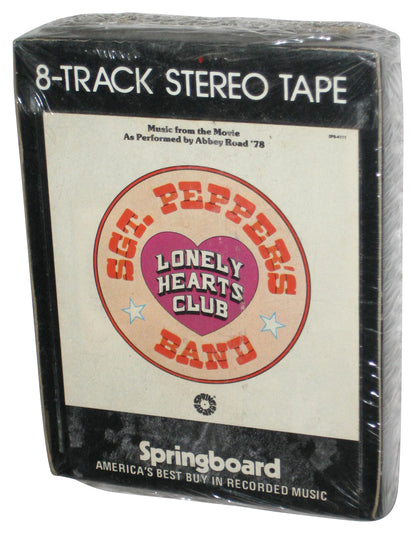 8-TRACK STEREO TAPE
Music from the Movie
As Performed by Abbey Road '78
SGT. PEPPER'S
LONELY
HEARTS
CLUB
BAND
Springboard
AMERICA'S BEST BUY IN RECORDED MUSIC